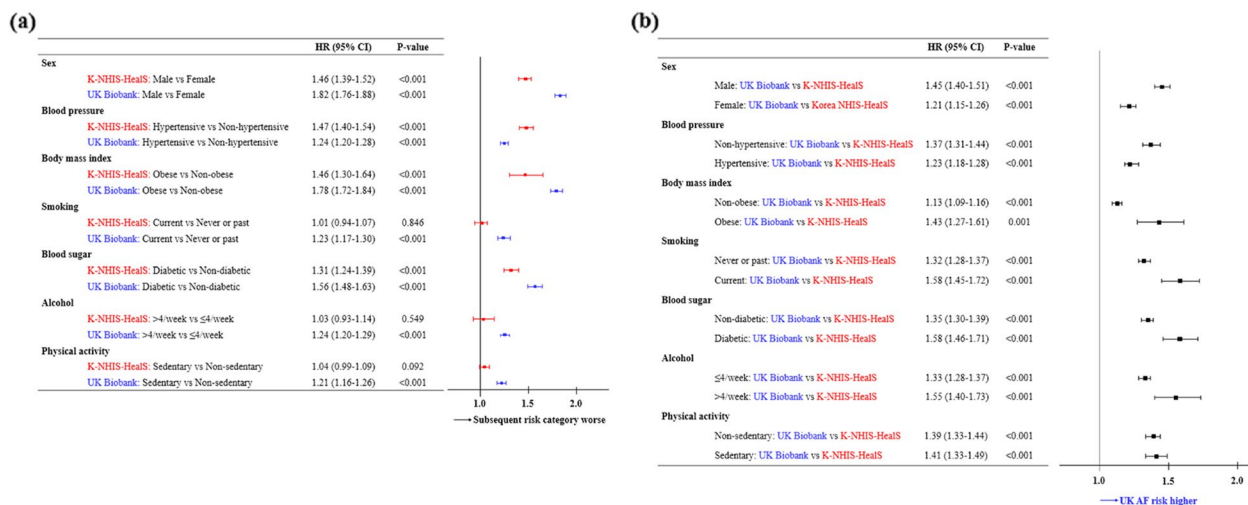 (a)
HR (95% CI) P-value
Sex
K-NHIS-HealS: Male vs Female 1.46 (1.39-1.52) <0.001
UK Biobank: Male vs Female 1.82 (1.76-1.88) <0.001
Blood pressure
K-NHIS-HealS: Hypertensive vs Non-hypertensive 1.47 (1.40-1.54) <0.001
UK Biobank: Hypertensive vs Non-hypertensive 1.24 (1.20-1.28) <0.001
Body mass index
K-NHIS-HealS: Obese vs Non-obese 1.46 (1.30-1.64) <0.001
UK Biobank: Obese vs Non-obese 1.78 (1.72-1.84) <0.001
Smoking
K-NHIS-HealS: Current vs Never or past 1.01 (0.94-1.07) 0.846
UK Biobank: Current vs Never or past 1.23 (1.17-1.30) <0.001
Blood sugar
K-NHIS-HealS: Diabetic vs Non-diabetic 1.31 (1.24-1.39) <0.001
UK Biobank: Diabetic vs Non-diabetic 1.56 (1.48-1.63) <0.001
Alcohol
K-NHIS-HealS: >4/week vs ≤4/week 1.03 (0.93-1.14) 0.549
UK Biobank: >4/week vs ≤4/week 1.24 (1.20-1.29) <0.001
Physical activity
K-NHIS-HealS: Sedentary vs Non-sedentary 1.04 (0.99-1.09) 0.092
UK Biobank: Sedentary vs Non-sedentary 1.21 (1.16-1.26) <0.001
1.0 1.5 2.0
Subsequent risk category worse
(b)
HR (95% CI) P-value
Sex
Male: UK Biobank vs K-NHIS-HealS 1.45 (1.40-1.51) <0.001
Female: UK Biobank vs Korea NHIS-HealS 1.21 (1.15-1.26) <0.001
Blood pressure
Non-hypertensive: UK Biobank vs K-NHIS-HealS 1.37 (1.31-1.44) <0.001
Hypertensive: UK Biobank vs K-NHIS-HealS 1.23 (1.18-1.28) <0.001
Body mass index
Non-obese: UK Biobank vs K-NHIS-HealS 1.13 (1.09-1.16) <0.001
Obese: UK Biobank vs K-NHIS-HealS 1.43 (1.27-1.61) 0.001
Smoking
Never or past: UK Biobank vs K-NHIS-HealS 1.32 (1.28-1.37) <0.001
Current: UK Biobank vs K-NHIS-HealS 1.58 (1.45-1.72) <0.001
Blood sugar
Non-diabetic: UK Biobank vs K-NHIS-HealS 1.35 (1.30-1.39) <0.001
Diabetic: UK Biobank vs K-NHIS-HealS 1.58 (1.46-1.71) <0.001
Alcohol
≤4/week: UK Biobank vs K-NHIS-HealS 1.33 (1.28-1.37) <0.001
>4/week: UK Biobank vs K-NHIS-HealS 1.55 (1.40-1.73) <0.001
Physical activity
Non-sedentary: UK Biobank vs K-NHIS-HealS 1.39 (1.33-1.44) <0.001
Sedentary: UK Biobank vs K-NHIS-HealS 1.41 (1.33-1.49) <0.001
1.0 1.5 2.0
UK AF risk higher